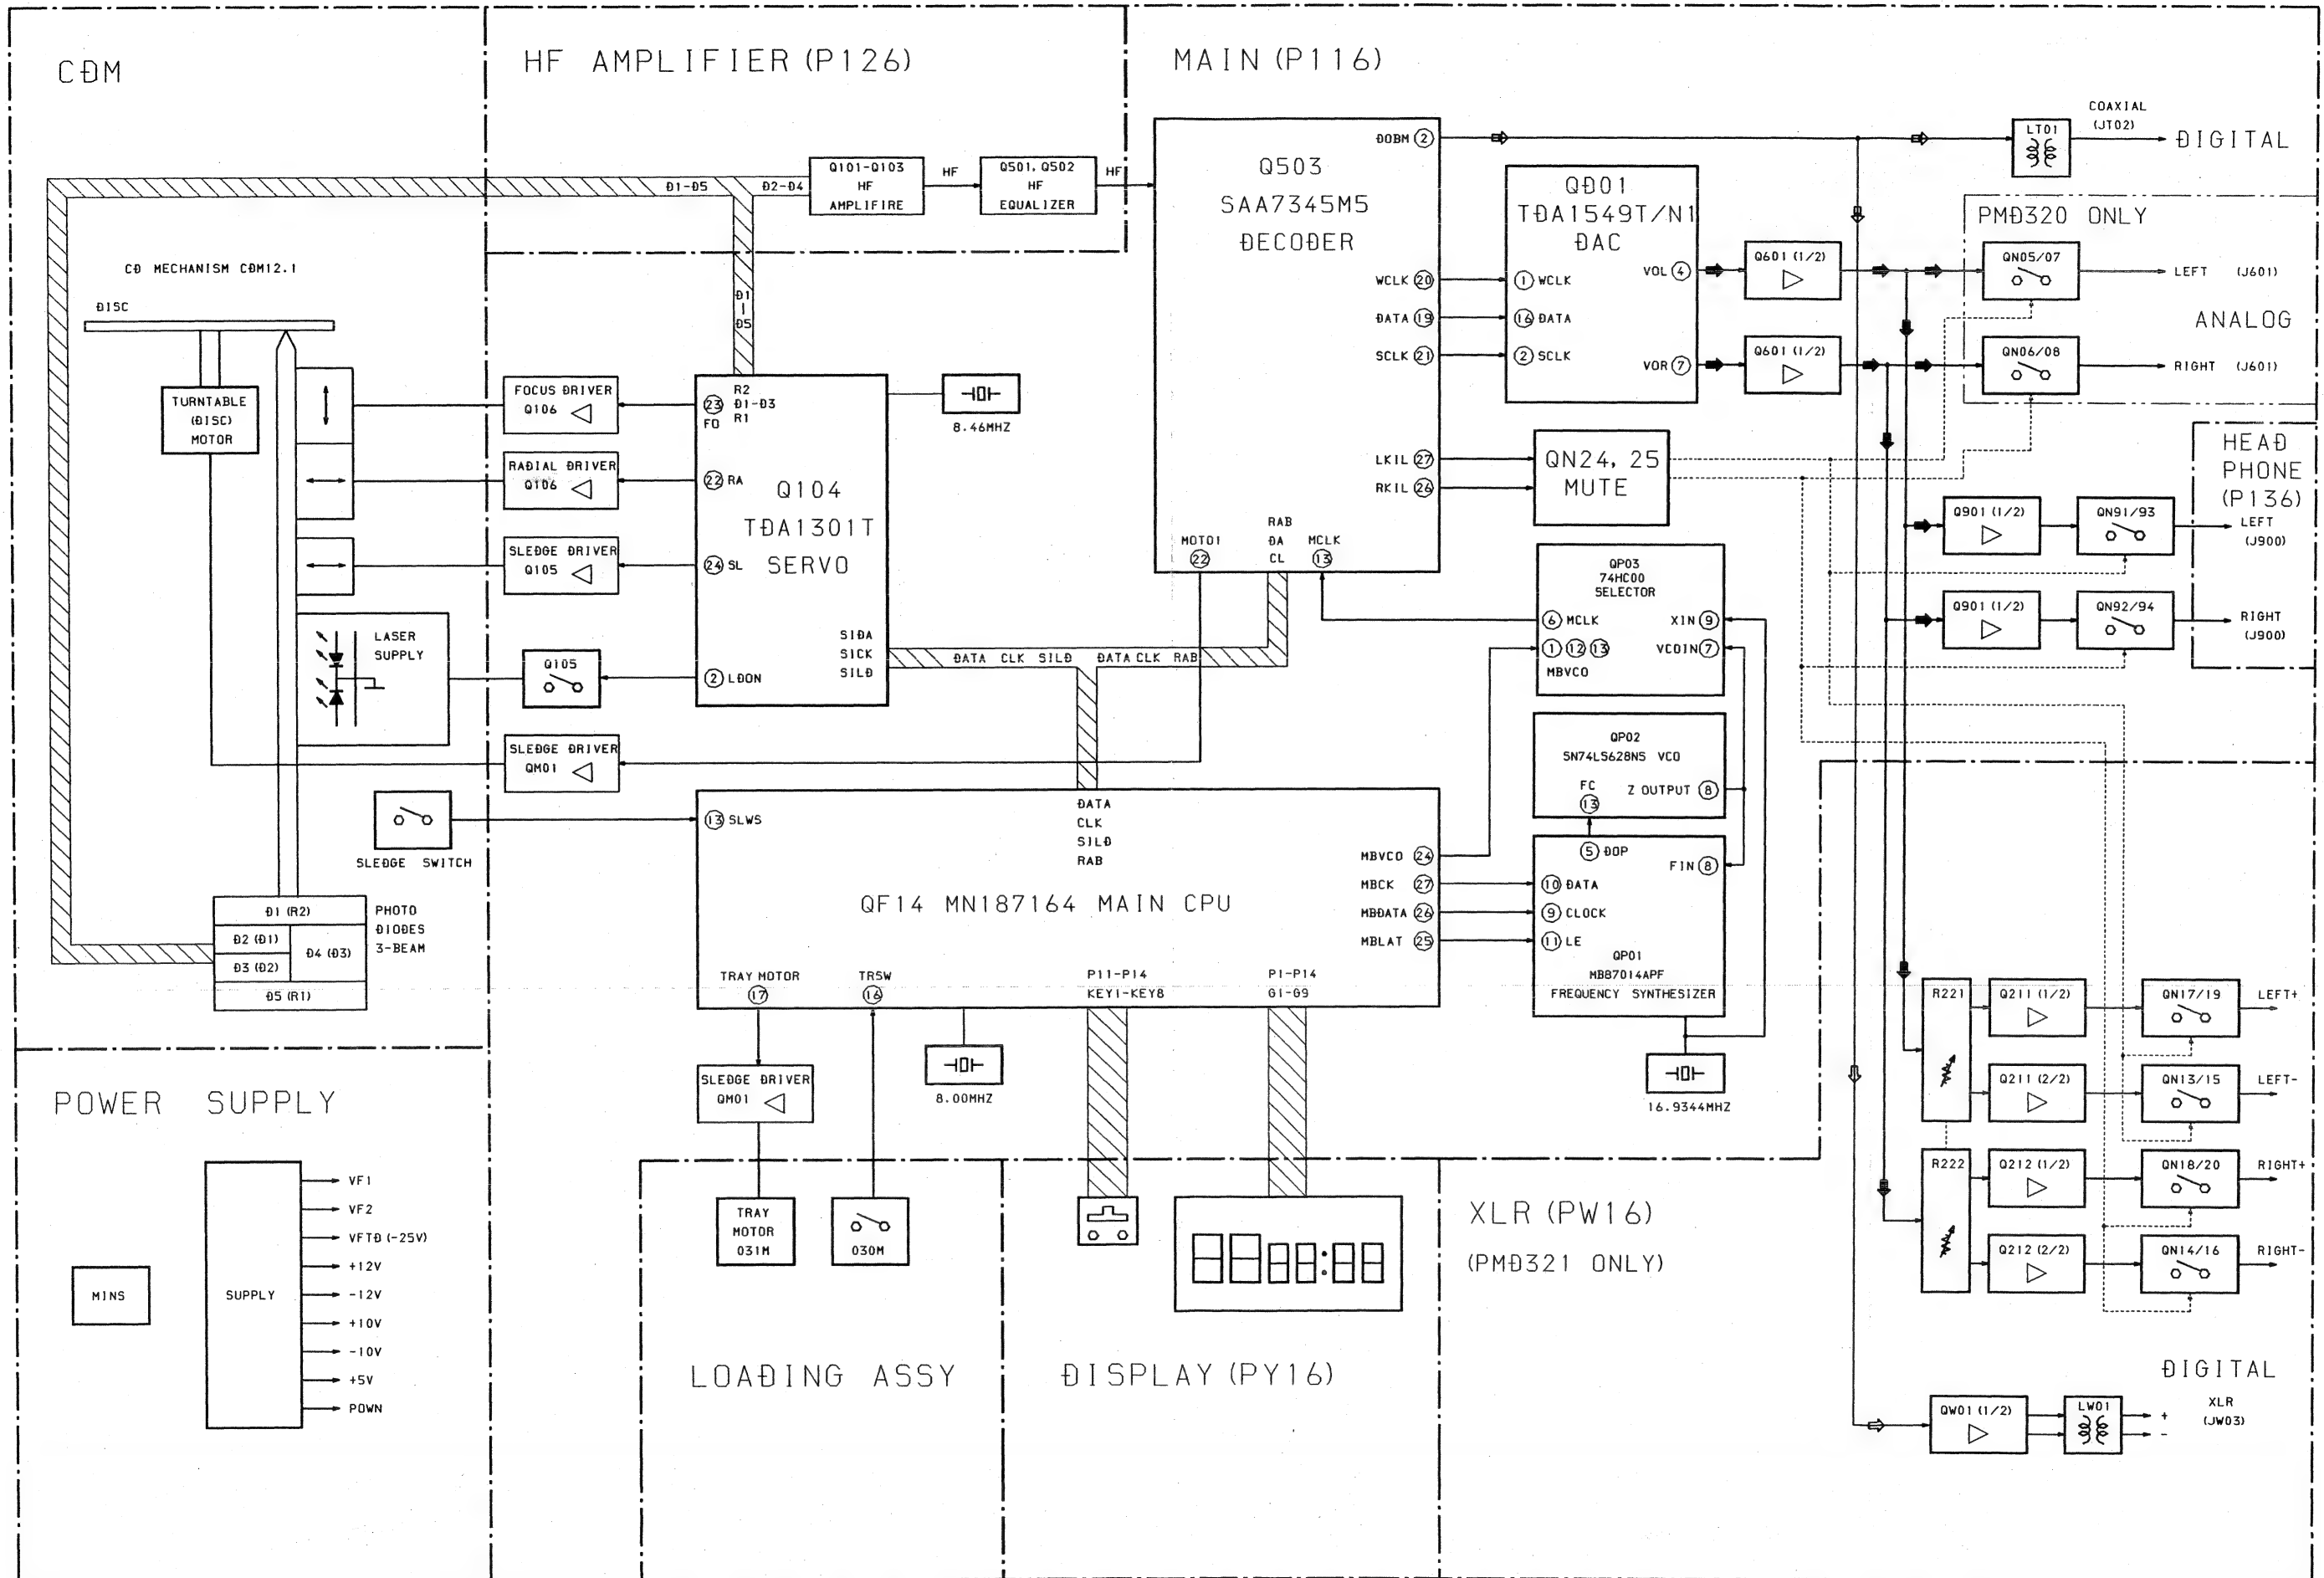 CDM
HF AMPLIFIER (P126)
MAIN (P116)
CD MECHANISM CDM12.1
DISC
TURNTABLE
(DISC)
MOTOR
LASER
SUPPLY
SLEDGE SWITCH
D1 (R2)
D2 (D1)
D3 (D2)
D4 (D3)
D5 (R1)
PHOTO
DIODES
3-BEAM
D1-D5
D2-D4
D1
|
D5
Q101-Q103
HF
AMPLIFIRE
HF
Q501, Q502
HF
EQUALIZER
HF
FOCUS DRIVER
Q106
RADIAL DRIVER
Q106
SLEDGE DRIVER
Q105
Q105
SLEDGE DRIVER
QM01
23
FO
R2
D1-D3
R1
22 RA
24 SL
2 LDON
Q104
TDA1301T
SERVO
SIDA
SICK
SILD
8.46MHZ
DATA CLK SILD
DATA CLK RAB
Q503
SAA7345M5
DECODER
DOBM 2
WCLK 20
DATA 19
SCLK 21
LKIL 27
RKIL 26
MOTO1
22
RAB
DA
CL
MCLK
13
QD01
TDA1549T/N1
DAC
1 WCLK
16 DATA
2 SCLK
VOL 4
VOR 7
Q601 (1/2)
Q601 (1/2)
QN24, 25
MUTE
QP03
74HC00
SELECTOR
6 MCLK
1 12 13
MBVCO
XIN 9
VCOIN 7
QP02
SN74LS628NS VCO
FC
13
Z OUTPUT 8
5 DOP
FIN 8
10 DATA
9 CLOCK
11 LE
QP01
MB87014APF
FREQUENCY SYNTHESIZER
16.9344MHZ
LT01
COAXIAL
(JT02)
DIGITAL
PMD320 ONLY
QN05/07
LEFT (J601)
ANALOG
QN06/08
RIGHT (J601)
HEAD
PHONE
(P136)
Q901 (1/2)
QN91/93
LEFT
(J900)
Q901 (1/2)
QN92/94
RIGHT
(J900)
13 SLWS
DATA
CLK
SILD
RAB
QF14 MN187164 MAIN CPU
MBVCO 24
MBCK 27
MBDATA 26
MBLAT 25
TRAY MOTOR
17
TRSW
16
P11-P14
KEY1-KEY8
P1-P14
G1-G9
SLEDGE DRIVER
QM01
8.00MHZ
TRAY
MOTOR
031M
030M
LOADING ASSY
DISPLAY (PY16)
POWER SUPPLY
MINS
SUPPLY
VF1
VF2
VFTD (-25V)
+12V
-12V
+10V
-10V
+5V
POWN
XLR (PW16)
(PMD321 ONLY)
R221
Q211 (1/2)
QN17/19
LEFT+
Q211 (2/2)
QN13/15
LEFT-
R222
Q212 (1/2)
QN18/20
RIGHT+
Q212 (2/2)
QN14/16
RIGHT-
DIGITAL
QW01 (1/2)
LW01
+
-
XLR
(JW03)